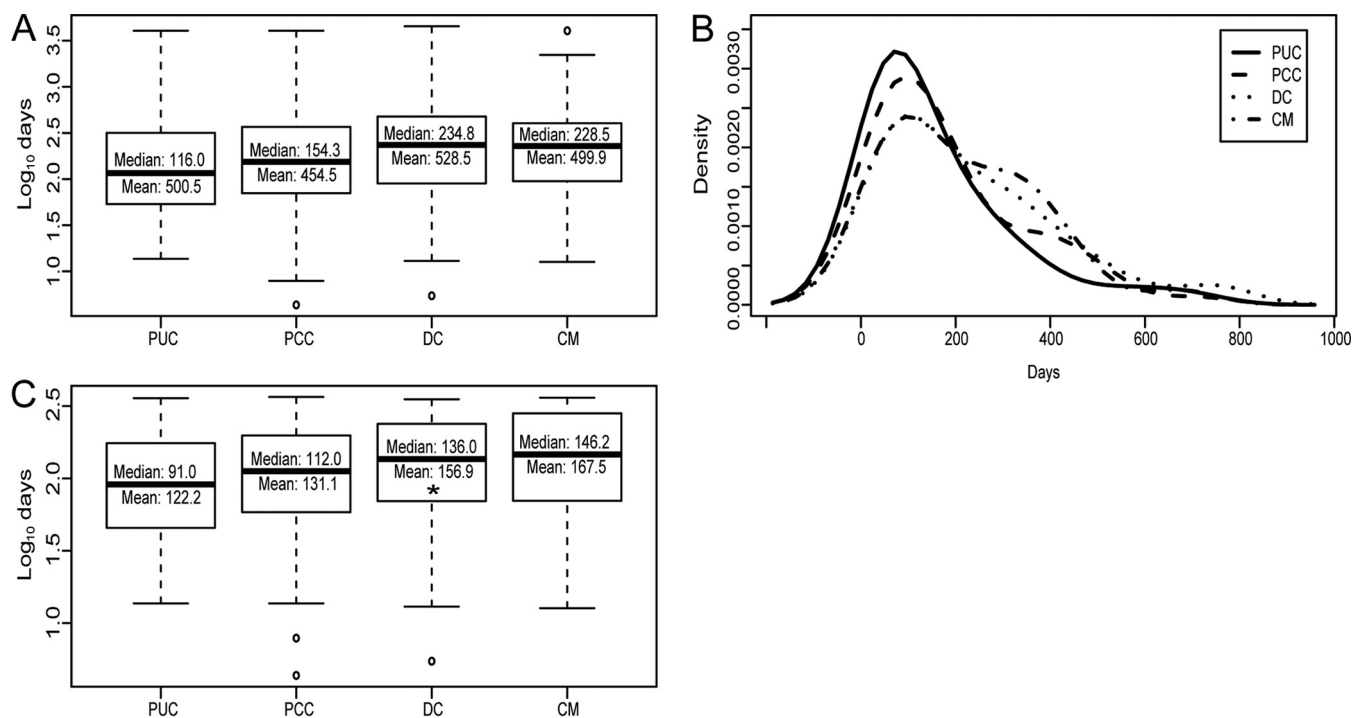 A
Log₁₀ days
3.5
3.0
2.5
2.0
1.5
1.0
Median: 116.0
Mean: 500.5
Median: 154.3
Mean: 454.5
Median: 234.8
Mean: 528.5
Median: 228.5
Mean: 499.9
PUC PCC DC CM
B
Density
0.0030
0.0020
0.0010
0.0000
PUC
PCC
DC
CM
0 200 400 600 800 1000
Days
C
Log₁₀ days
2.5
2.0
1.5
1.0
Median: 91.0
Mean: 122.2
Median: 112.0
Mean: 131.1
Median: 136.0
Mean: 156.9
*
Median: 146.2
Mean: 167.5
PUC PCC DC CM